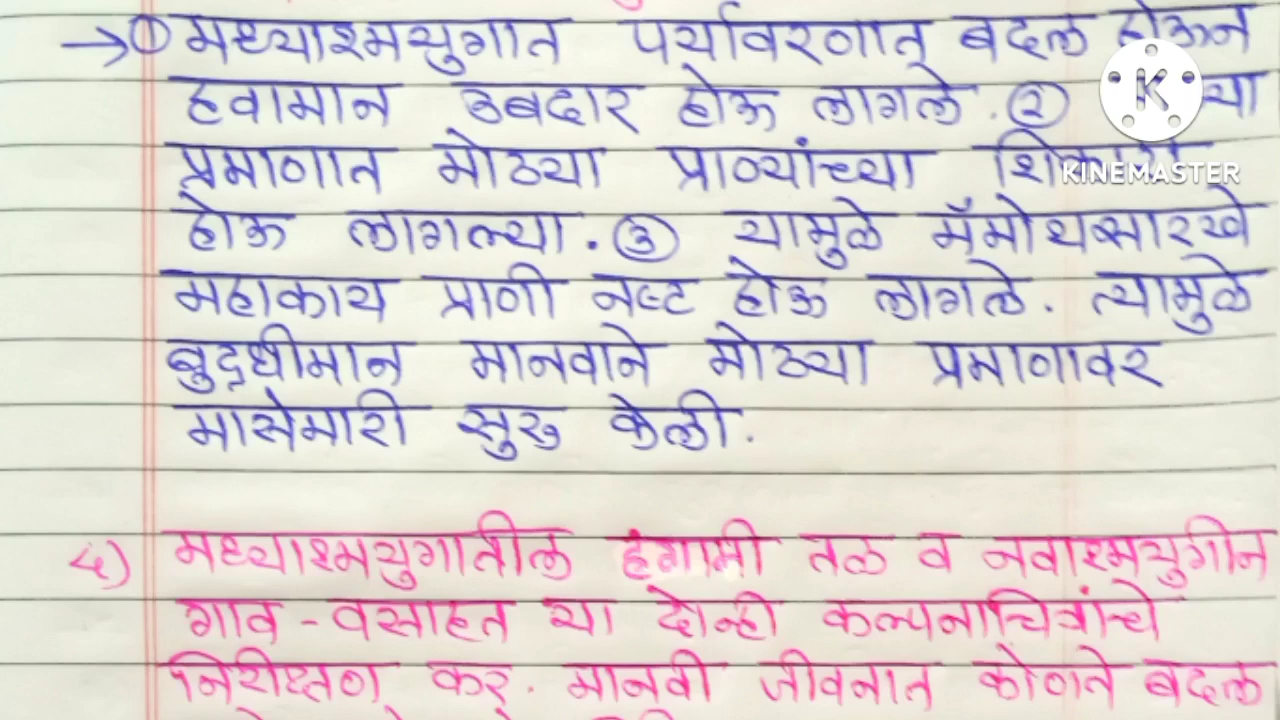 → ① मध्याश्मयुगात पर्यावरणात बदल होऊन
हवामान उबदार होऊ लागले. ② या
प्रमाणात मोठ्या प्राण्यांच्या
KINEMASTER
होऊ लागल्या. ③ यामुळे मॅमोथसारखे
महाकाय प्राणी नष्ट होऊ लागले. त्यामुळे
बुद्धीमान मानवाने मोठ्या प्रमाणावर
मासेमारी सुरु केली.
५) मध्याश्मयुगातील हंगामी तळ व नवाश्मयुगीन
गाव - वसाहत या दोन्ही कल्पनाचित्रांचे
निरीक्षण कर. मानवी जीवनात कोणते बदल